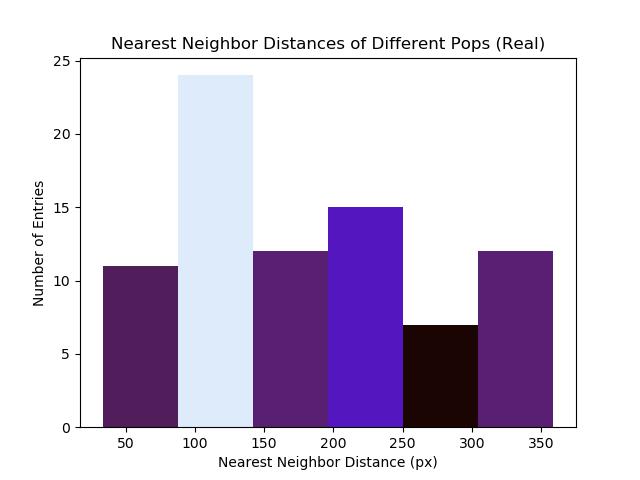 Nearest Neighbor Distances of Different Pops (Real)
25
20
15
10
5
0
Number of Entries
50 100 150 200 250 300 350
Nearest Neighbor Distance (px)